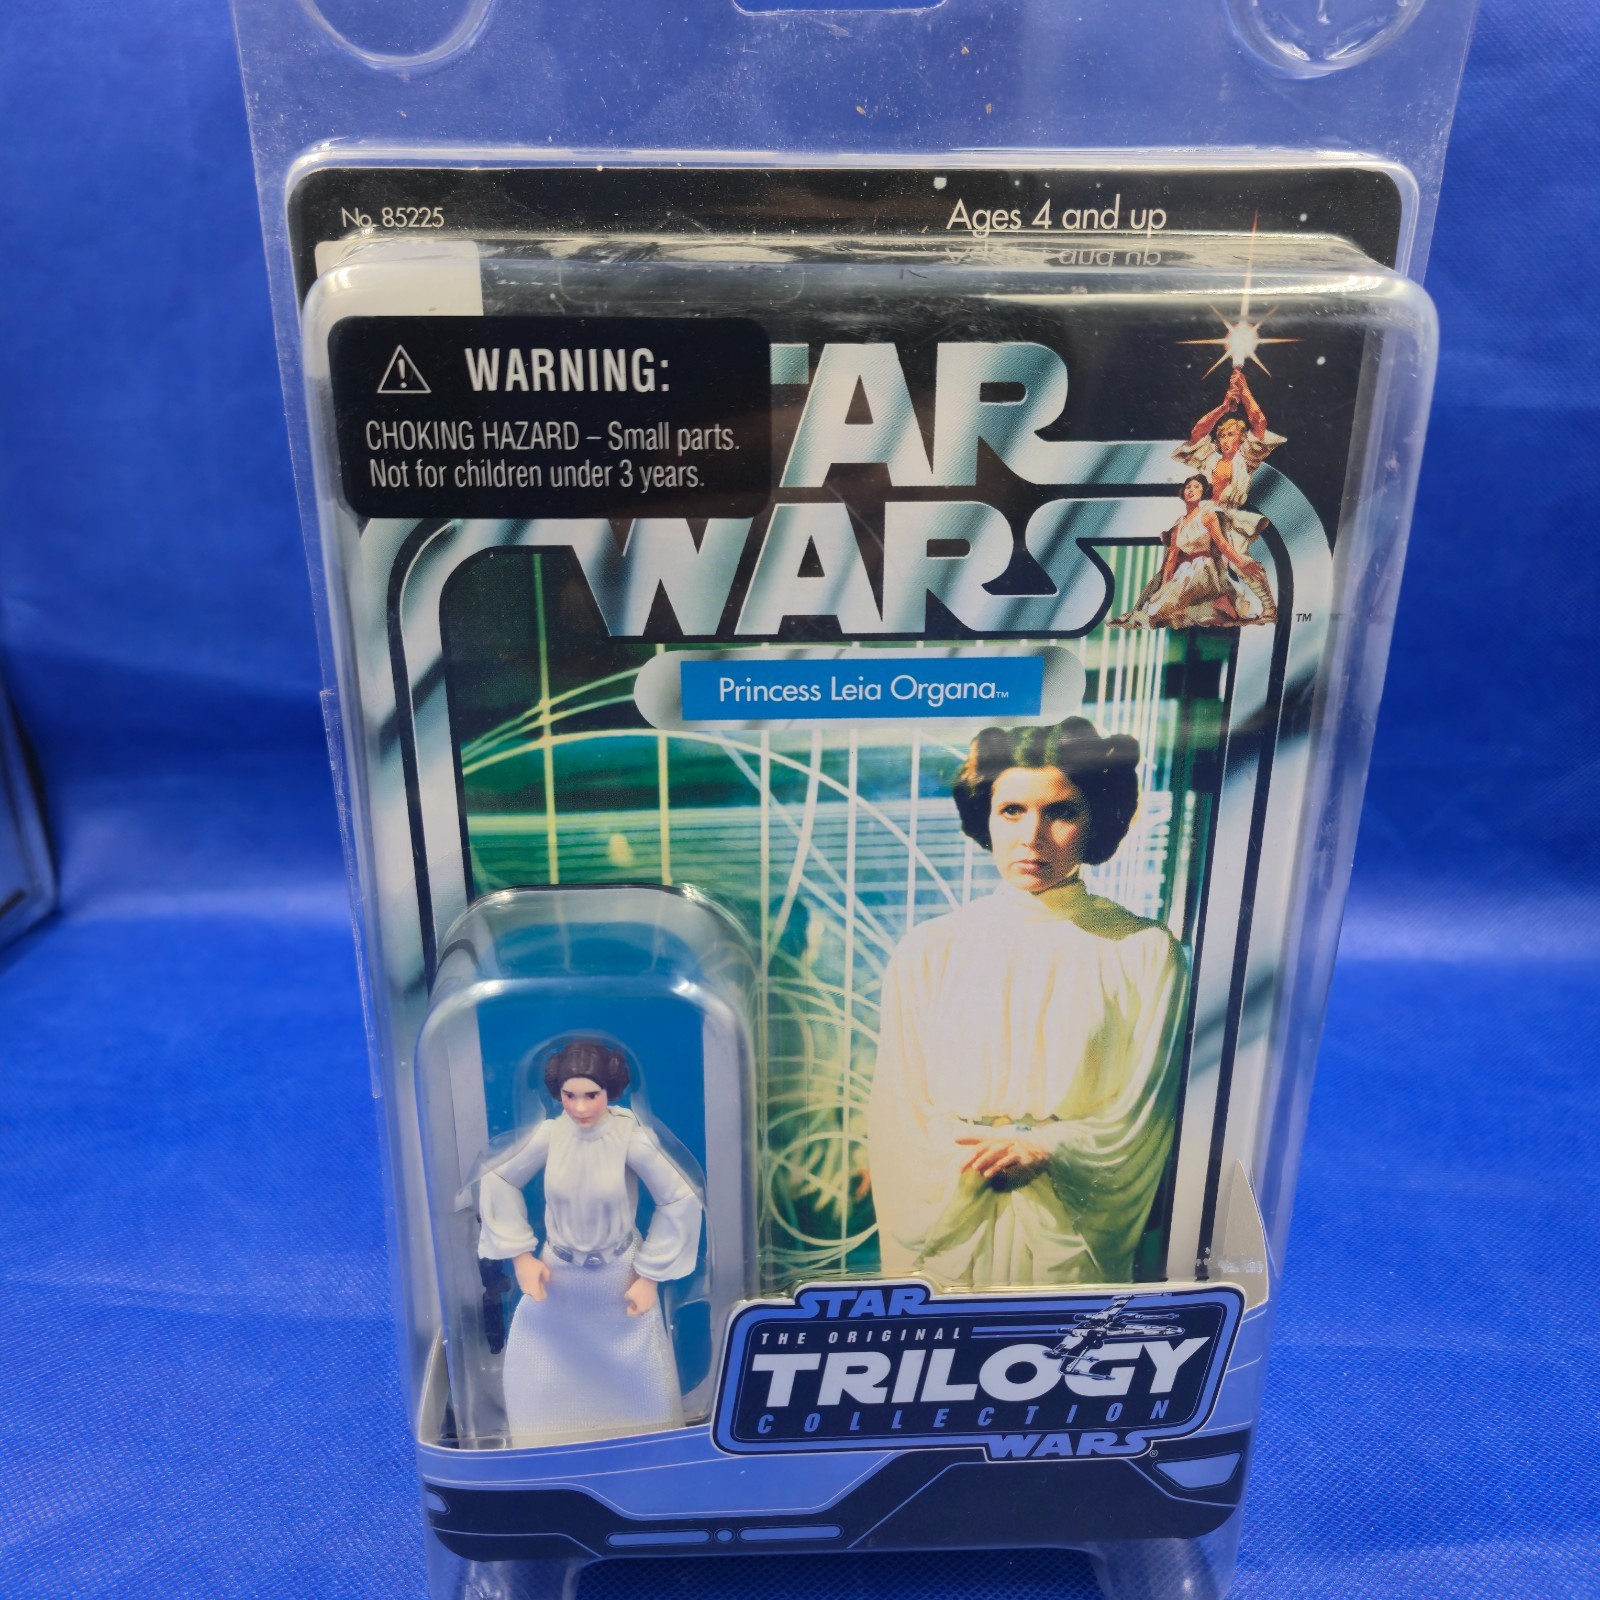 No. 85225
Ages 4 and up
WARNING:
CHOKING HAZARD – Small parts.
Not for children under 3 years.
TAR
WARS
TM
Princess Leia Organa™
STAR
THE ORIGINAL
TRILOGY
COLLECTION
WARS®